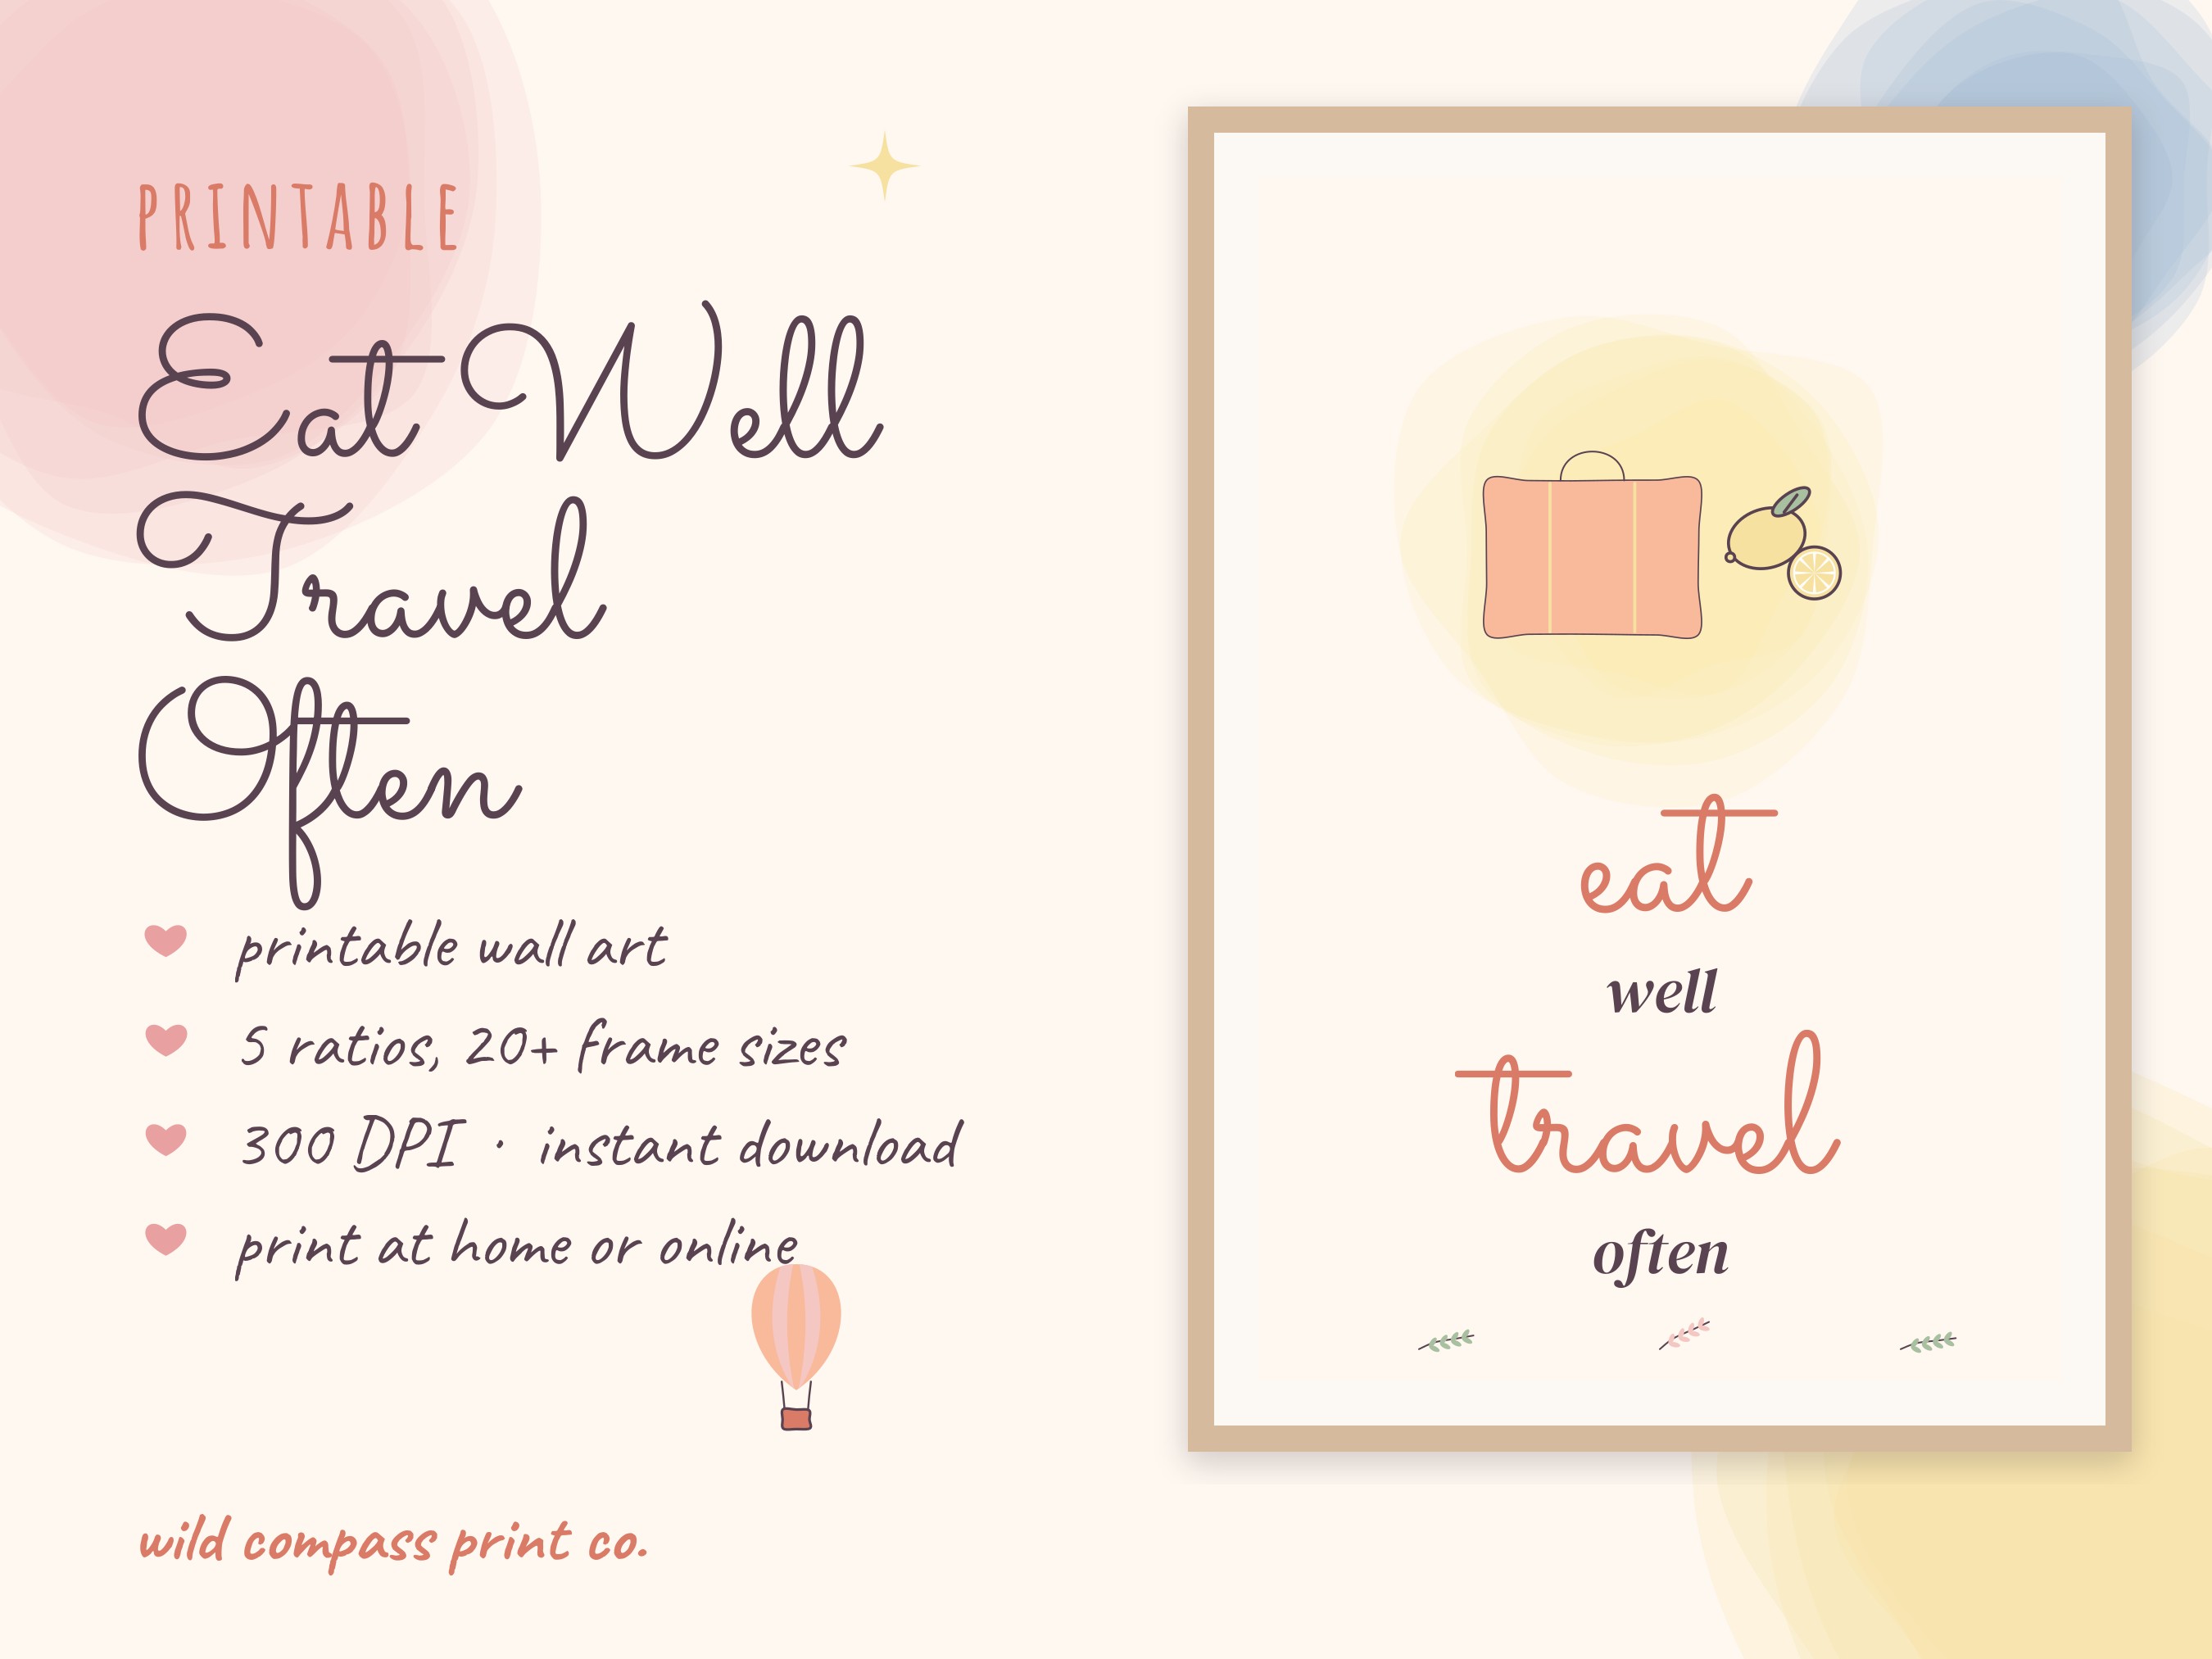 PRINTABLE
Eat Well
Travel
Often
printable wall art
5 ratios, 20+ frame sizes
300 DPI · instant download
print at home or online
wild compass print co.
eat
well
travel
often